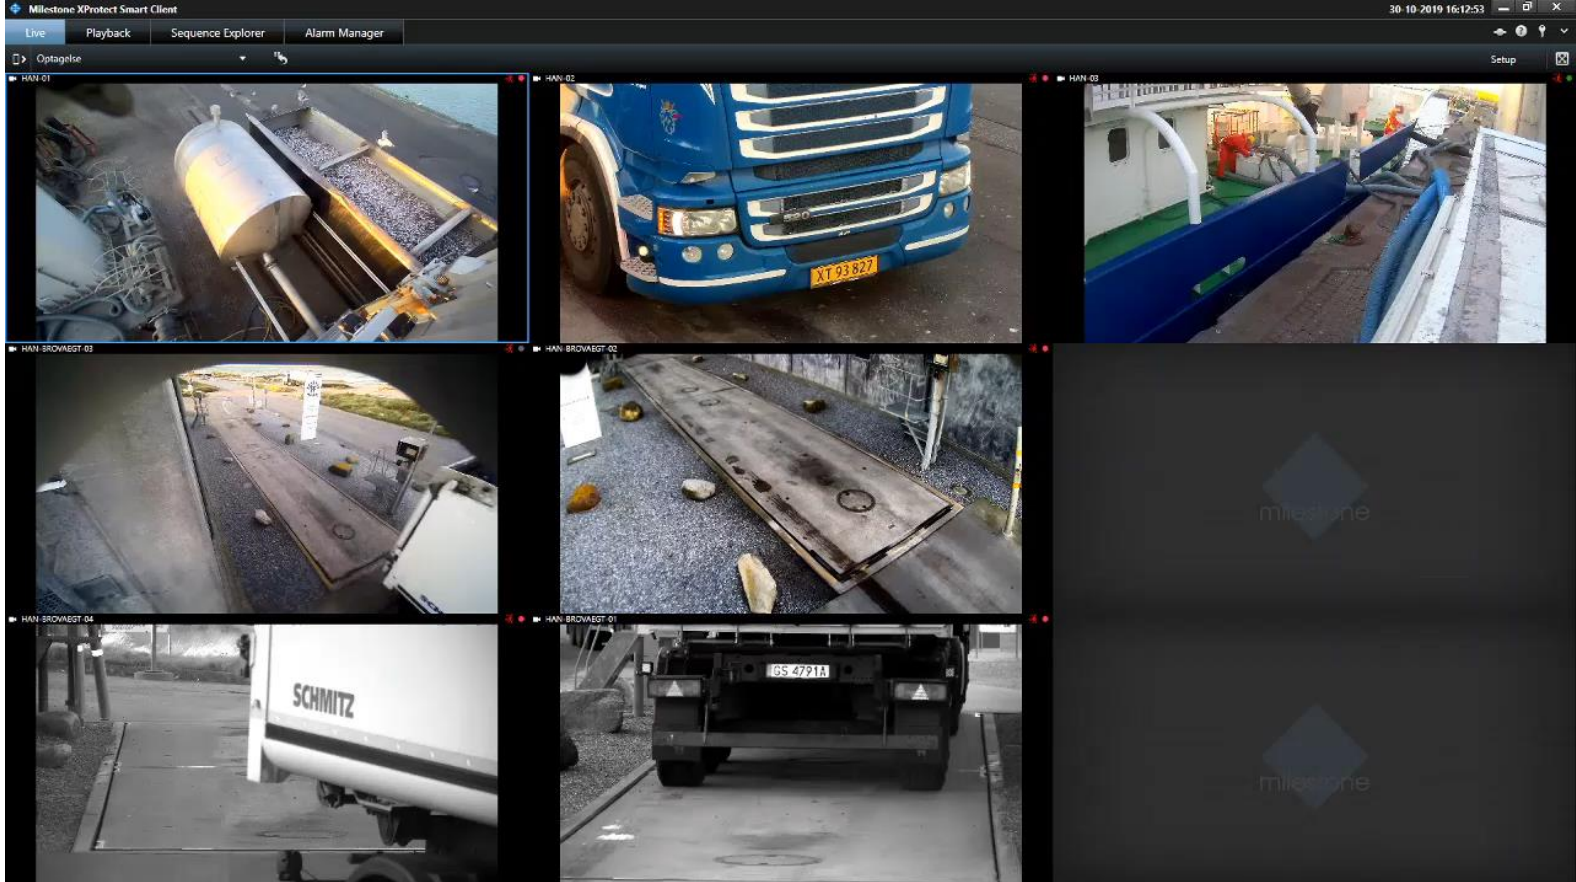 Milestone XProtect Smart Client
30-10-2019 16:12:53
Live
Playback
Sequence Explorer
Alarm Manager
Optagelse
Setup
HAN-01
HAN-02
HAN-03
XT 93 827
HAN-BROVAEGT-03
HAN-BROVAEGT-02
milestone
HAN-BROVAEGT-04
HAN-BROVAEGT-01
SCHMITZ
GS 4791A
milestone